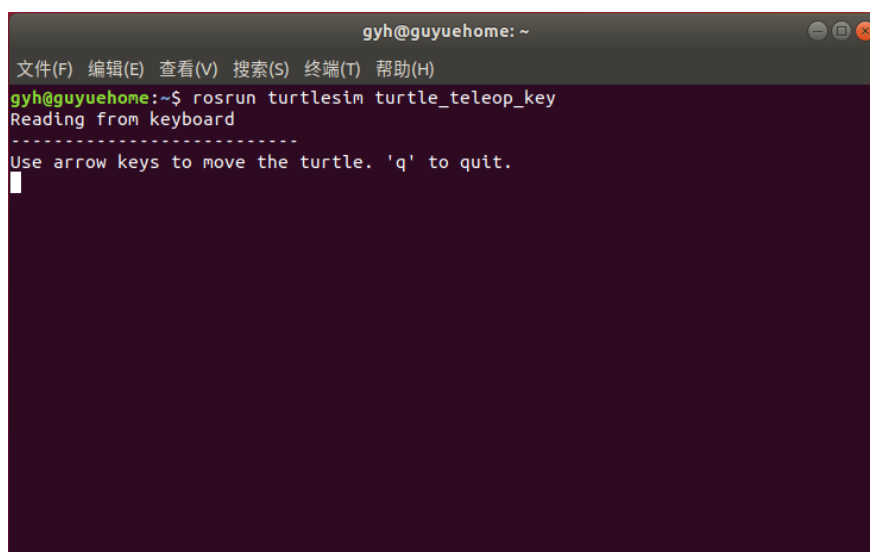 gyh@guyuehome: ~
文件(F) 编辑(E) 查看(V) 搜索(S) 终端(T) 帮助(H)
gyh@guyuehome:~$ rosrun turtlesim turtle_teleop_key
Reading from keyboard
---------------------------
Use arrow keys to move the turtle. 'q' to quit.